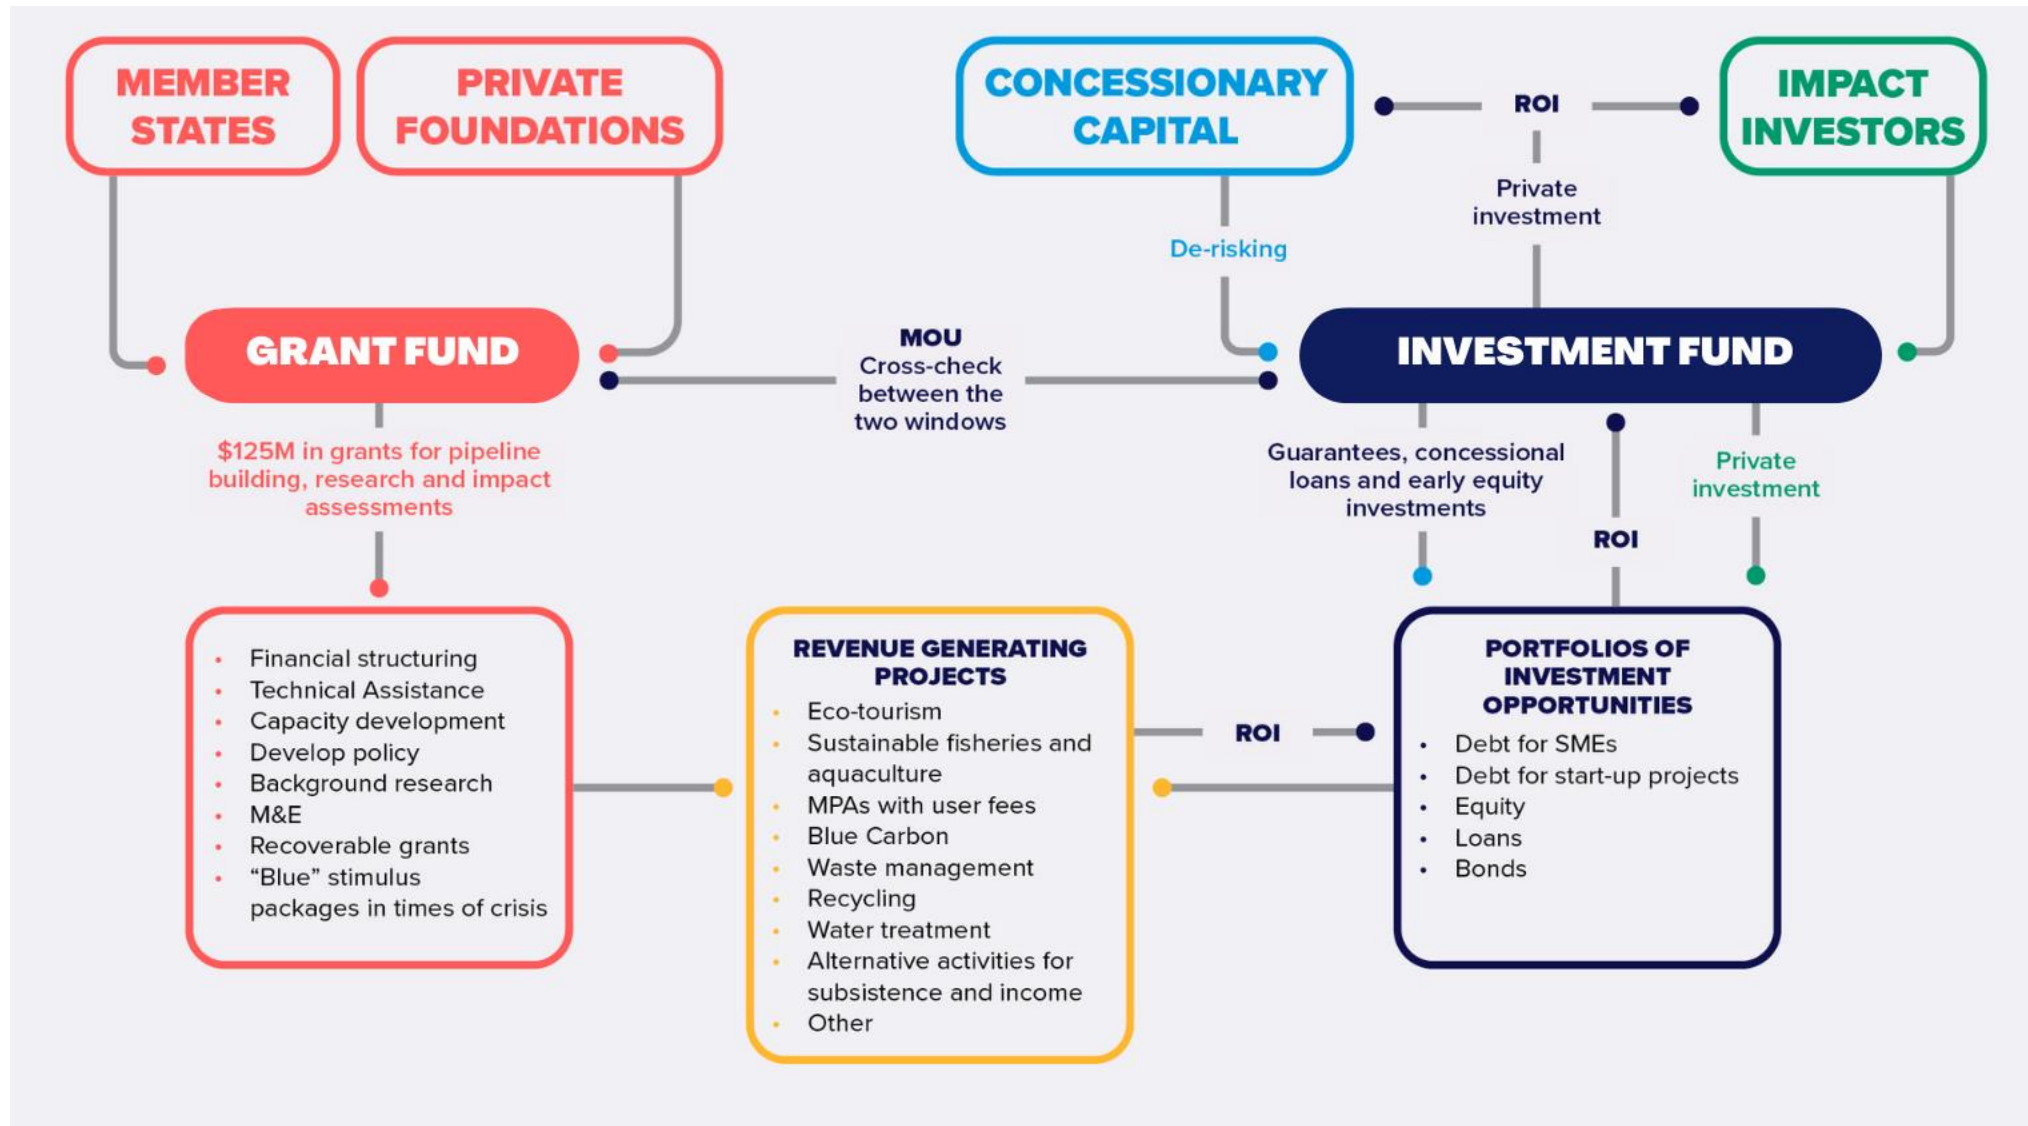 MEMBER
STATES
PRIVATE
FOUNDATIONS
CONCESSIONARY
CAPITAL
ROI
IMPACT
INVESTORS
Private
investment
De-risking
GRANT FUND
MOU
Cross-check
between the
two windows
INVESTMENT FUND
$125M in grants for pipeline
building, research and impact
assessments
Guarantees, concessional
loans and early equity
investments
ROI
Private
investment
• Financial structuring
• Technical Assistance
• Capacity development
• Develop policy
• Background research
• M&E
• Recoverable grants
• “Blue” stimulus
packages in times of crisis
REVENUE GENERATING
PROJECTS
• Eco-tourism
• Sustainable fisheries and
aquaculture
• MPAs with user fees
• Blue Carbon
• Waste management
• Recycling
• Water treatment
• Alternative activities for
subsistence and income
• Other
ROI
PORTFOLIOS OF
INVESTMENT
OPPORTUNITIES
• Debt for SMEs
• Debt for start-up projects
• Equity
• Loans
• Bonds